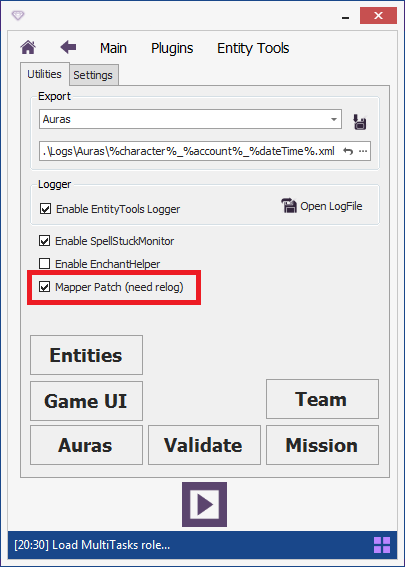 Main Plugins Entity Tools
Utilities Settings
Export
Auras
.\Logs\Auras\%character%_%account%_%dateTime%.xml
Logger
Enable EntityTools Logger
Open LogFile
Enable SpellStuckMonitor
Enable EnchantHelper
Mapper Patch (need relog)
Entities
Game UI
Team
Auras
Validate
Mission
[20:30] Load MultiTasks role...